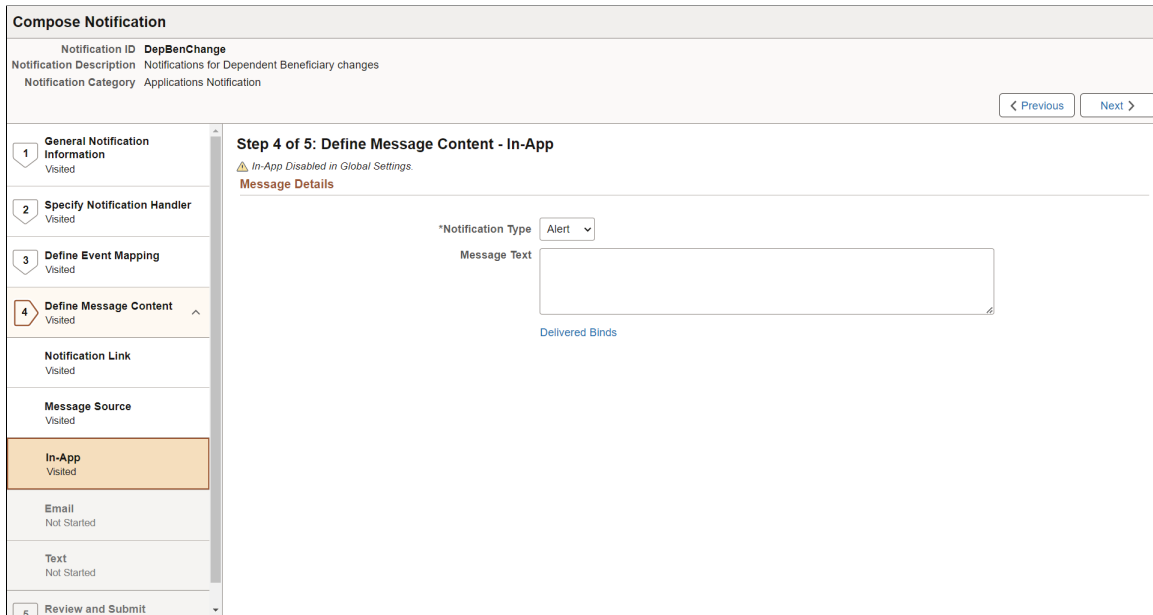 Compose Notification
Notification ID DepBenChange
Notification Description Notifications for Dependent Beneficiary changes
Notification Category Applications Notification
Previous
Next
1
General Notification
Information
Visited
2
Specify Notification Handler
Visited
3
Define Event Mapping
Visited
4
Define Message Content
Visited
Notification Link
Visited
Message Source
Visited
In-App
Visited
Email
Not Started
Text
Not Started
5
Review and Submit
Step 4 of 5: Define Message Content - In-App
In-App Disabled in Global Settings.
Message Details
*Notification Type Alert
Message Text
Delivered Binds